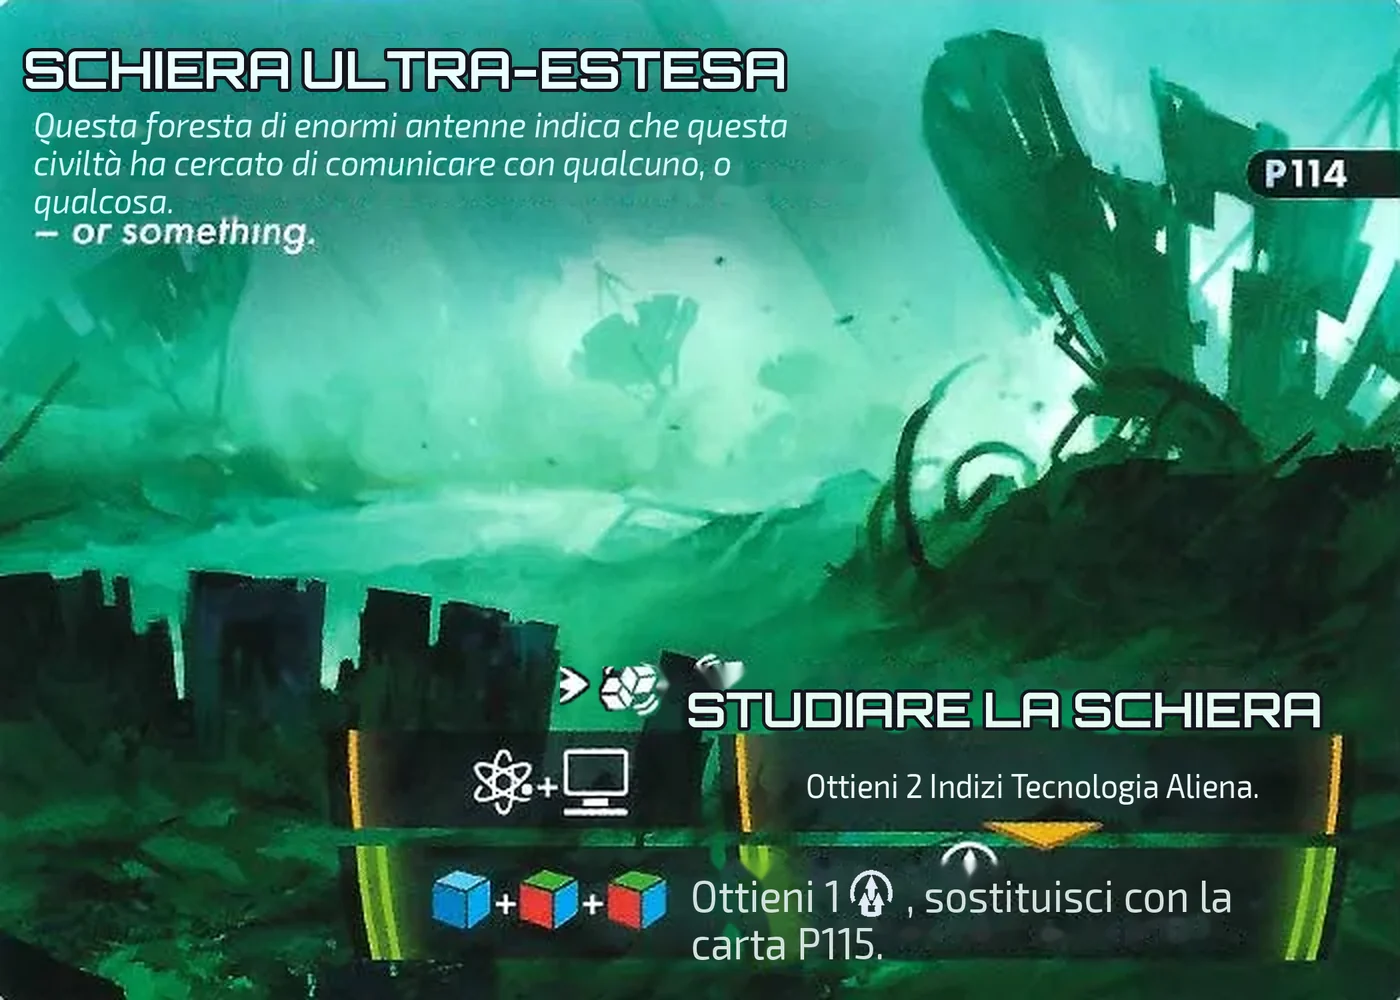 SCHIERA ULTRA-ESTESA
Questa foresta di enormi antenne indica che questa
civiltà ha cercato di comunicare con qualcuno, o
qualcosa.
– or something.
P114
STUDIARE LA SCHIERA
+
Ottieni 2 Indizi Tecnologia Aliena.
+ +
Ottieni 1 , sostituisci con la
carta P115.